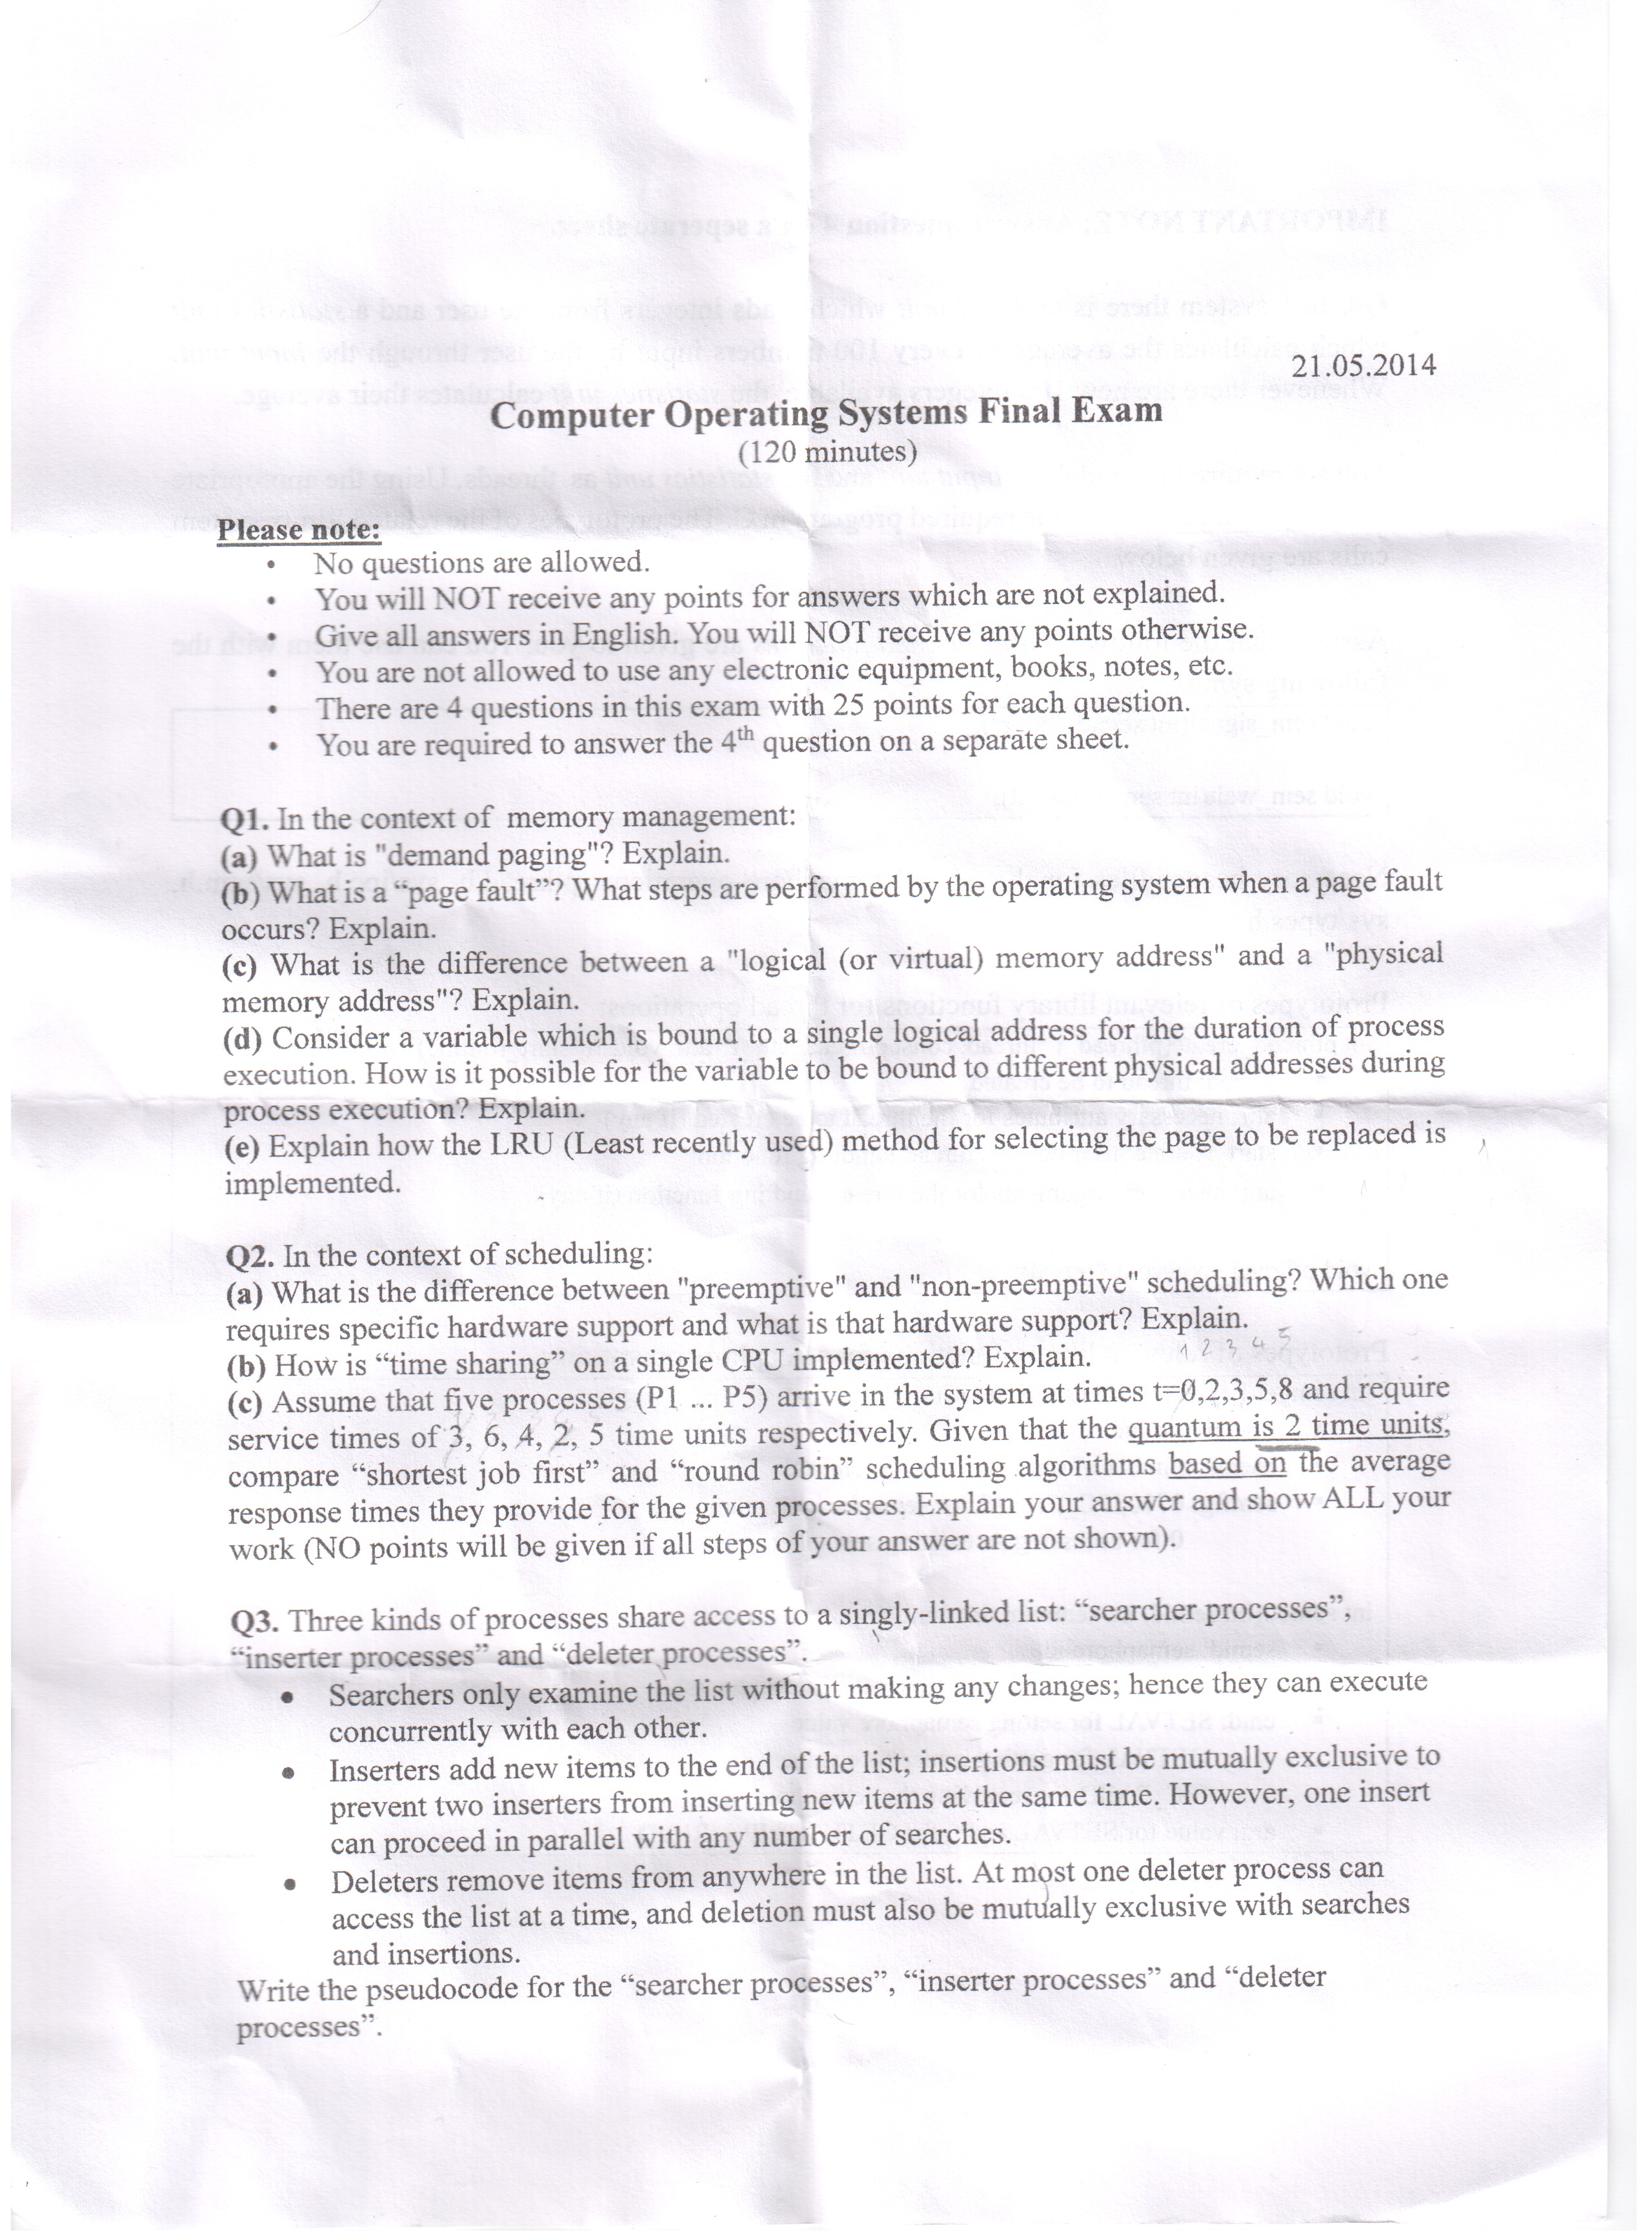 21.05.2014
Computer Operating Systems Final Exam
(120 minutes)
Please note:
• No questions are allowed.
• You will NOT receive any points for answers which are not explained.
• Give all answers in English. You will NOT receive any points otherwise.
• You are not allowed to use any electronic equipment, books, notes, etc.
• There are 4 questions in this exam with 25 points for each question.
• You are required to answer the 4th question on a separate sheet.
Q1. In the context of memory management:
(a) What is "demand paging"? Explain.
(b) What is a “page fault”? What steps are performed by the operating system when a page fault
occurs? Explain.
(c) What is the difference between a "logical (or virtual) memory address" and a "physical
memory address"? Explain.
(d) Consider a variable which is bound to a single logical address for the duration of process
execution. How is it possible for the variable to be bound to different physical addresses during
process execution? Explain.
(e) Explain how the LRU (Least recently used) method for selecting the page to be replaced is
implemented.
Q2. In the context of scheduling:
(a) What is the difference between "preemptive" and "non-preemptive" scheduling? Which one
requires specific hardware support and what is that hardware support? Explain.
(b) How is “time sharing” on a single CPU implemented? Explain.
1 2 3 4 5
(c) Assume that five processes (P1 ... P5) arrive in the system at times t=0,2,3,5,8 and require
service times of 3, 6, 4, 2, 5 time units respectively. Given that the quantum is 2 time units,
compare “shortest job first” and “round robin” scheduling algorithms based on the average
response times they provide for the given processes. Explain your answer and show ALL your
work (NO points will be given if all steps of your answer are not shown).
Q3. Three kinds of processes share access to a singly-linked list: “searcher processes”,
“inserter processes” and “deleter processes”.
• Searchers only examine the list without making any changes; hence they can execute
concurrently with each other.
• Inserters add new items to the end of the list; insertions must be mutually exclusive to
prevent two inserters from inserting new items at the same time. However, one insert
can proceed in parallel with any number of searches.
• Deleters remove items from anywhere in the list. At most one deleter process can
access the list at a time, and deletion must also be mutually exclusive with searches
and insertions.
Write the pseudocode for the “searcher processes”, “inserter processes” and “deleter
processes”.